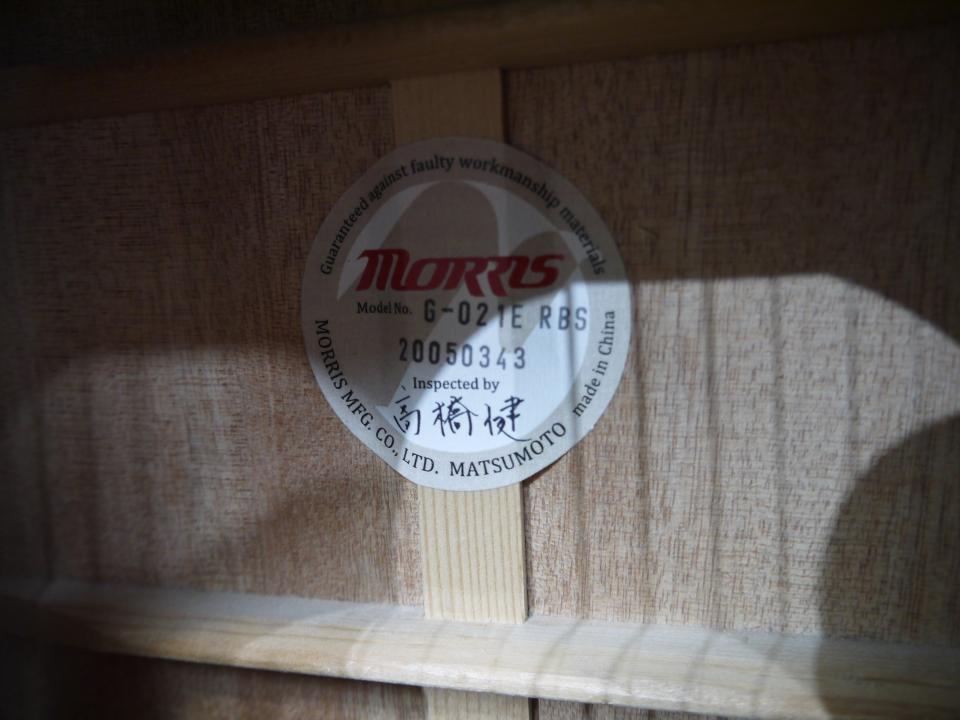 Guaranteed against faulty workmanship materials
MORRIS
Model No. G-021E RBS
20050343
Inspected by
高橋健
MORRIS MFG. CO., LTD. MATSUMOTO made in China